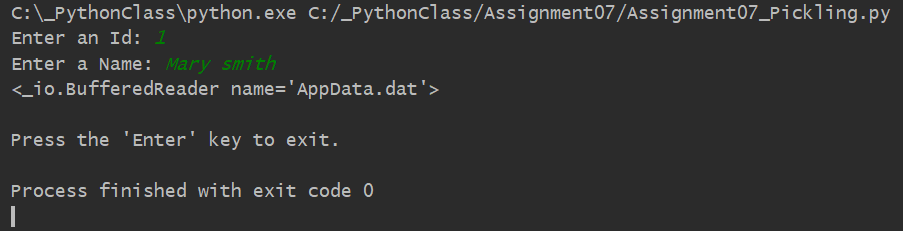 C:\_PythonClass\python.exe C:/_PythonClass/Assignment07/Assignment07_Pickling.py
Enter an Id: 1
Enter a Name: Mary smith
<_io.BufferedReader name='AppData.dat'>
Press the 'Enter' key to exit.
Process finished with exit code 0